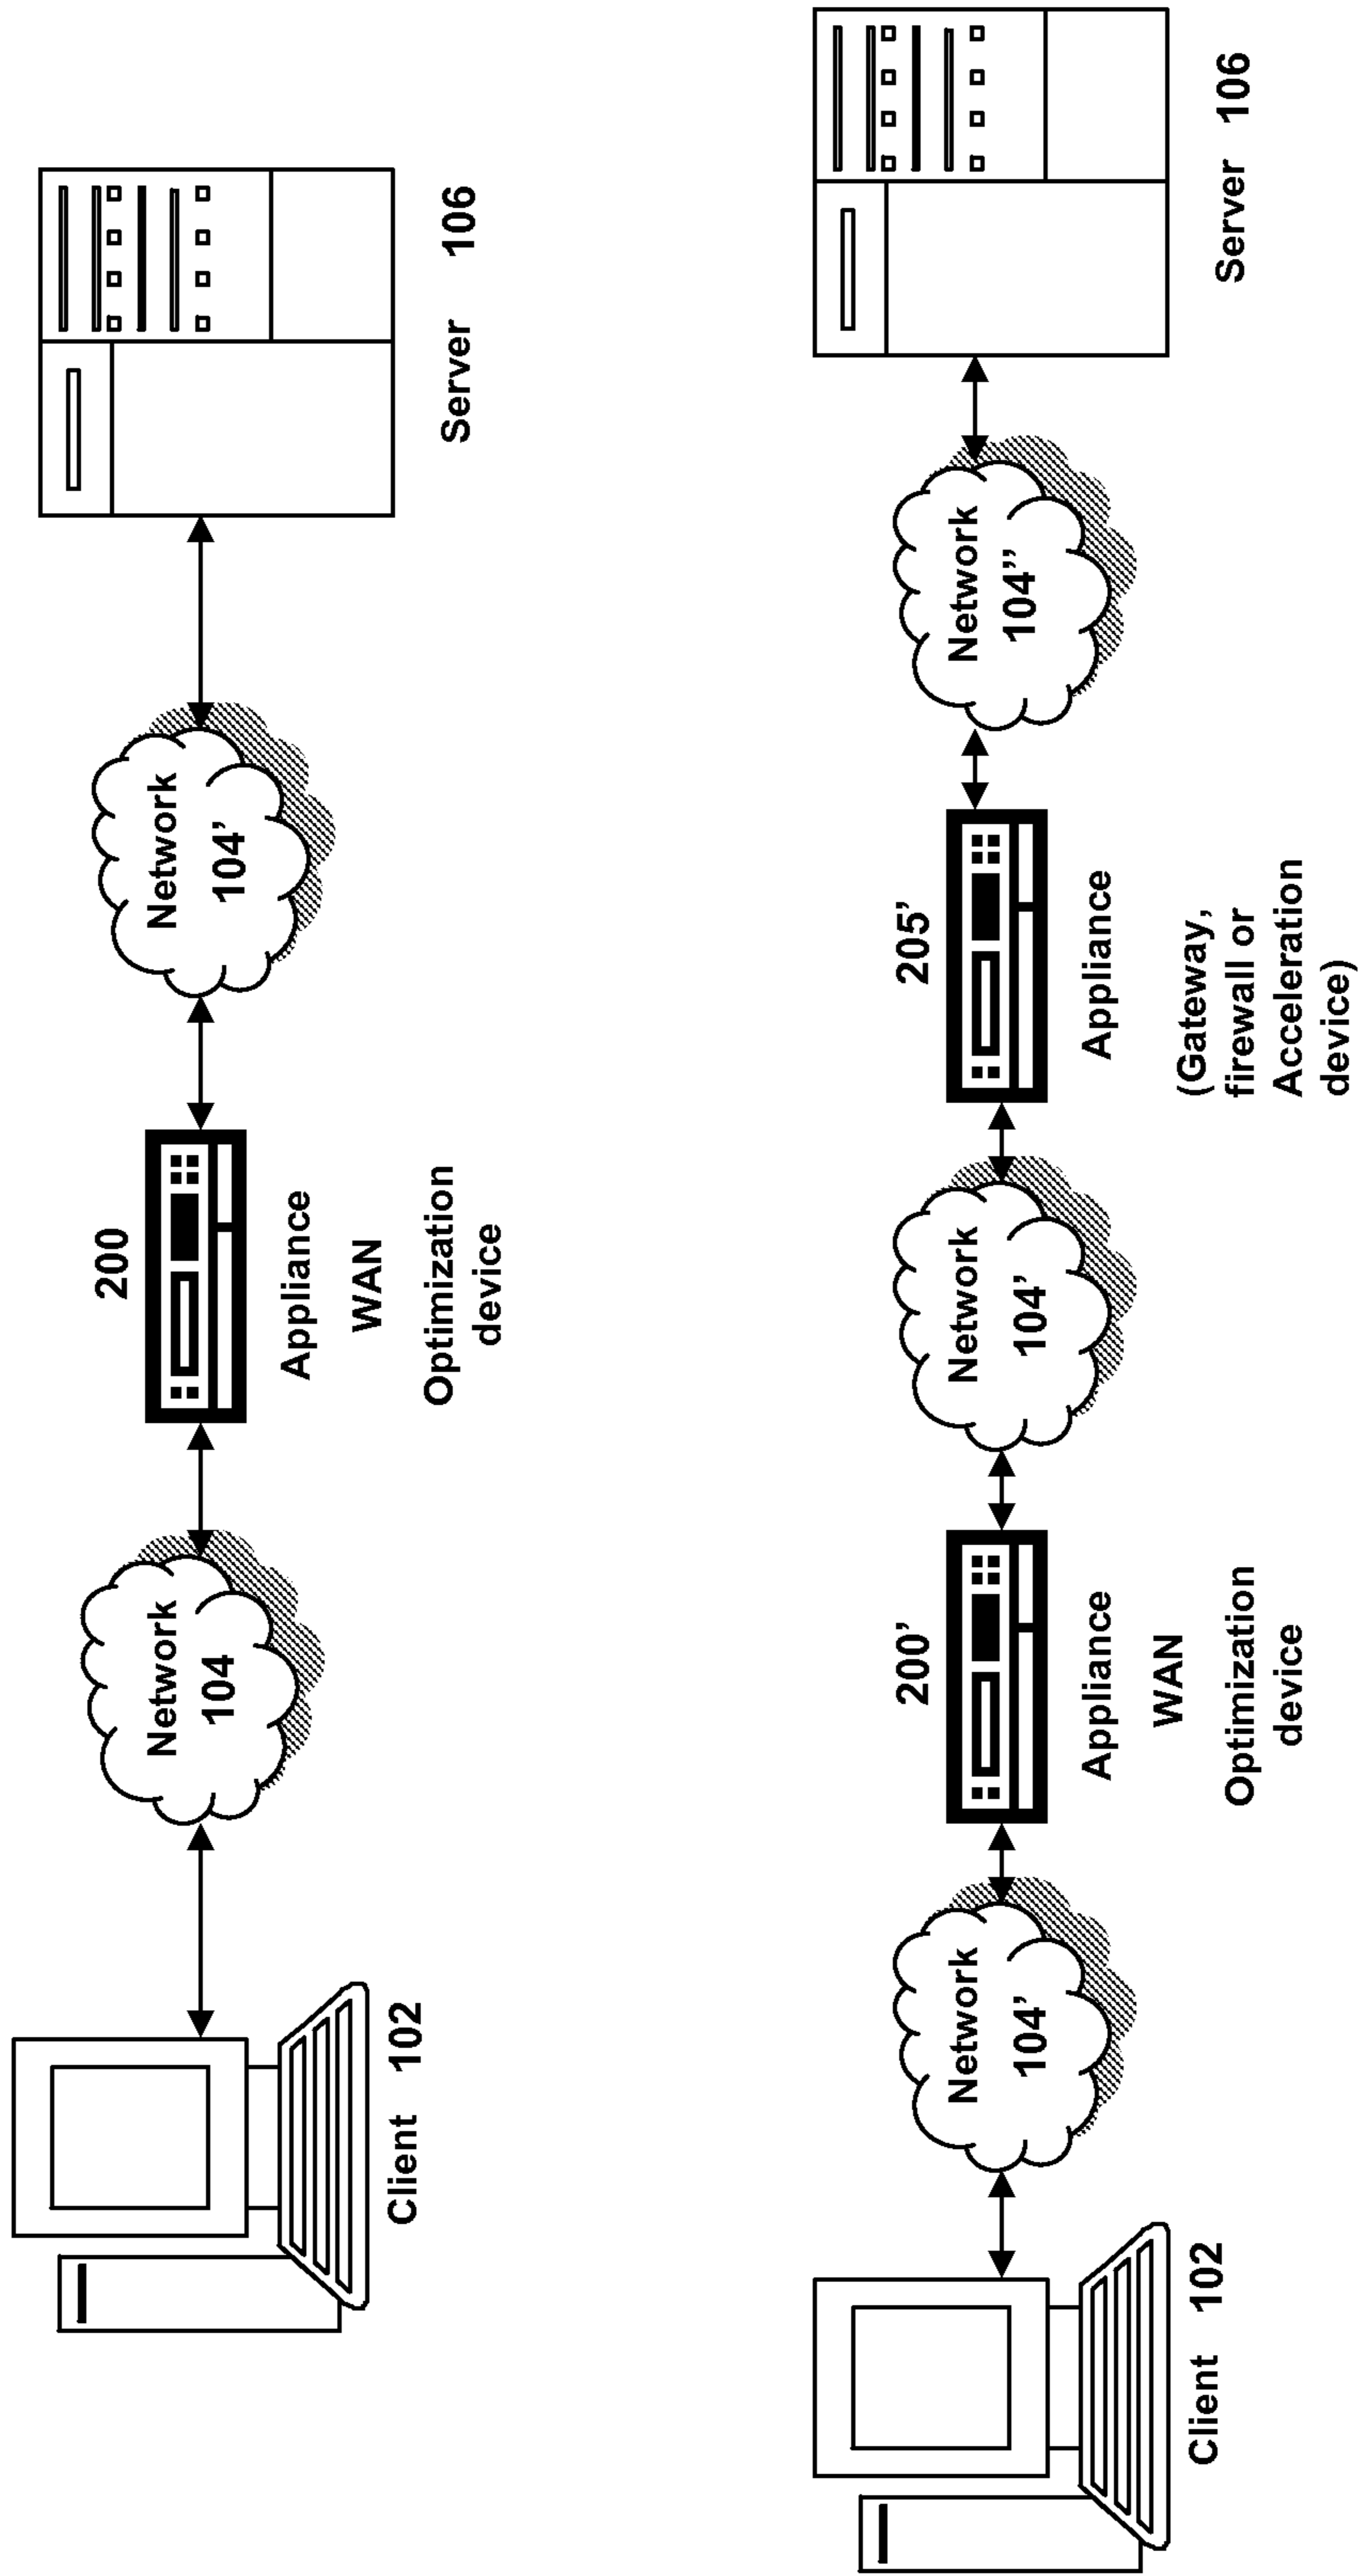 Client 102
Network
104
200
Appliance
WAN
Optimization
device
Network
104’
Server 106
Client 102
Network
104’
200’
Appliance
WAN
Optimization
device
Network
104’
205’
Appliance
(Gateway,
firewall or
Acceleration
device)
Network
104’’
Server 106